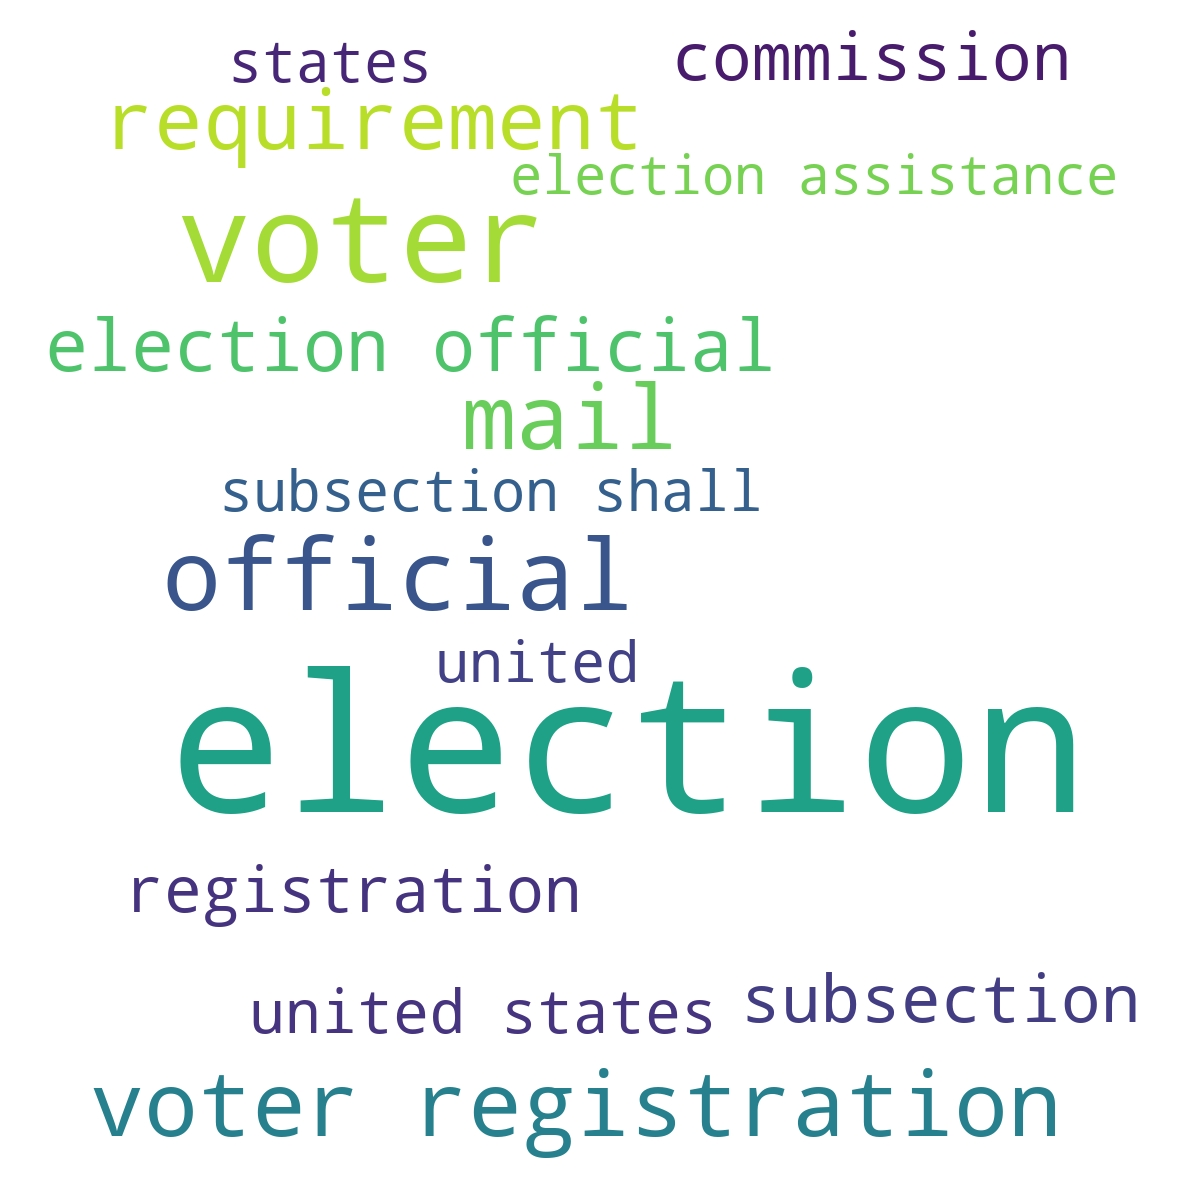 states
commission
requirement
election assistance
voter
election official
mail
subsection shall
official
united
election
registration
united states
subsection
voter registration